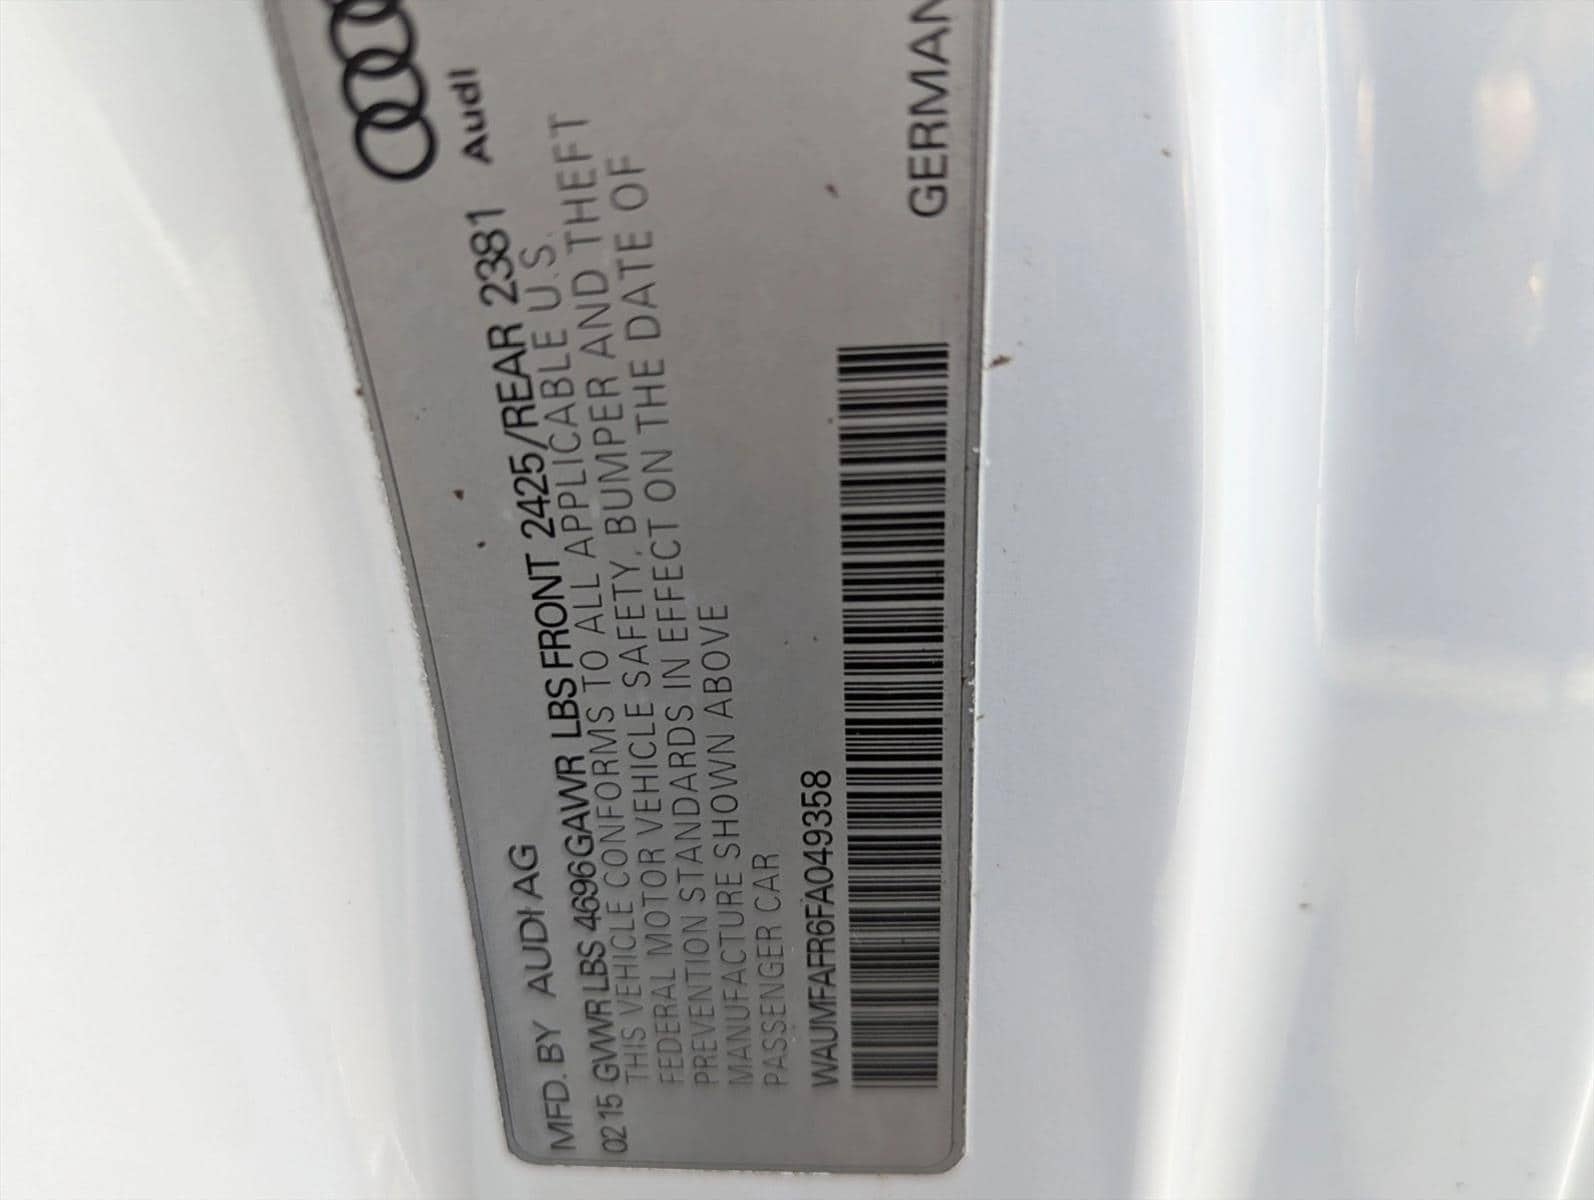 Audi
MFD. BY AUDI AG
02 15 GVWR LBS 4696 GAWR LBS FRONT 2425/REAR 2381
THIS VEHICLE CONFORMS TO ALL APPLICABLE U.S.
FEDERAL MOTOR VEHICLE SAFETY, BUMPER AND THEFT
PREVENTION STANDARDS IN EFFECT ON THE DATE OF
MANUFACTURE SHOWN ABOVE
PASSENGER CAR
WAUMFAFR6FA049358
GERMAN